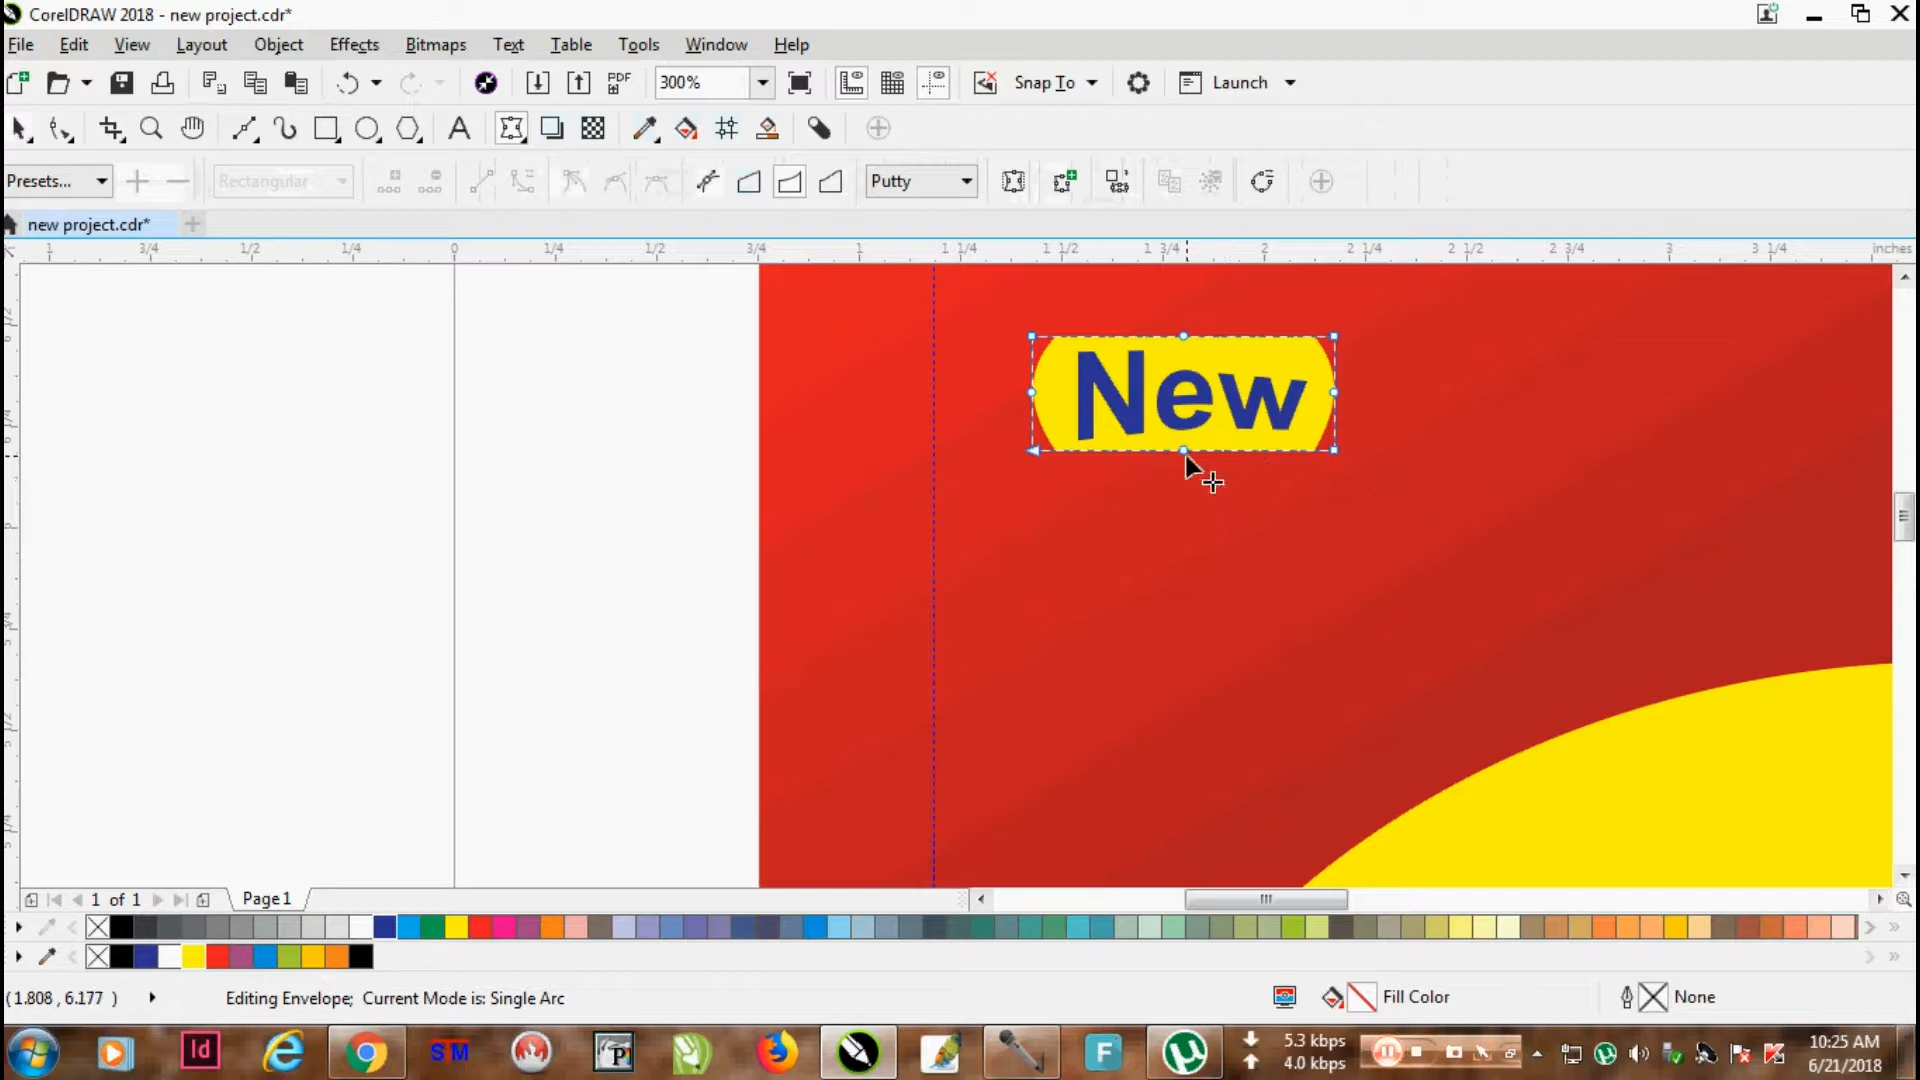 CorelDRAW 2018 - new project.cdr*
File Edit View Layout Object Effects Bitmaps Text Table Tools Window Help
PDF 300% Snap To Launch
Presets... Rectangular Putty
new project.cdr*
1 3/4 1/2 1/4 0 1/4 1/2 3/4 1 1 1/4 1 1/2 1 3/4 2 2 1/4 2 1/2 2 3/4 3 3 1/4 inches
New
1 of 1 Page 1
(1.808 , 6.177 ) Editing Envelope; Current Mode is: Single Arc Fill Color None
Id SM P F 5.3 kbps 10:25 AM
4.0 kbps 6/21/2018